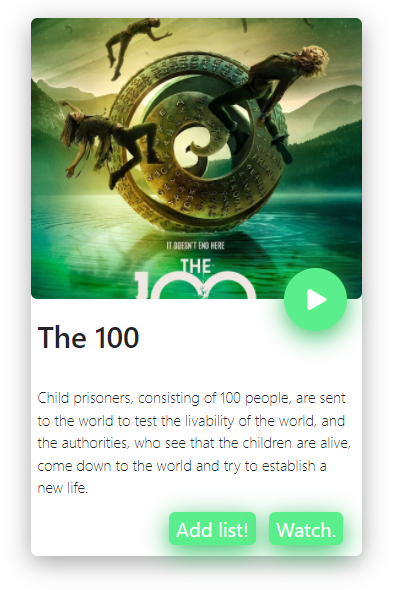 IT DOESN'T END HERE
THE
100
The 100
Child prisoners, consisting of 100 people, are sent
to the world to test the livability of the world, and
the authorities, who see that the children are alive,
come down to the world and try to establish a
new life.
Add list!
Watch.